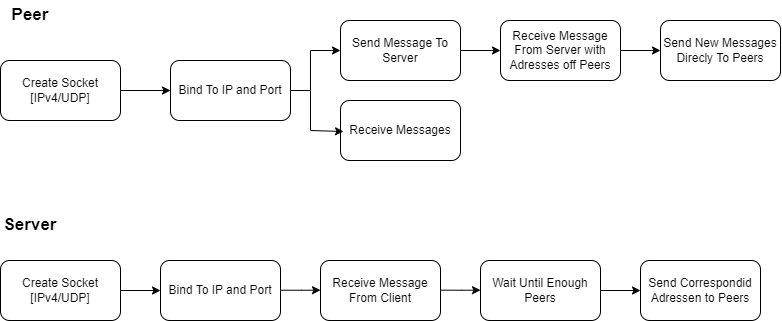 Peer
Create Socket
[IPv4/UDP]
Bind To IP and Port
Send Message To
Server
Receive Message
From Server with
Adresses off Peers
Send New Messages
Direcly To Peers
Receive Messages
Server
Create Socket
[IPv4/UDP]
Bind To IP and Port
Receive Message
From Client
Wait Until Enough
Peers
Send Correspondid
Adressen to Peers